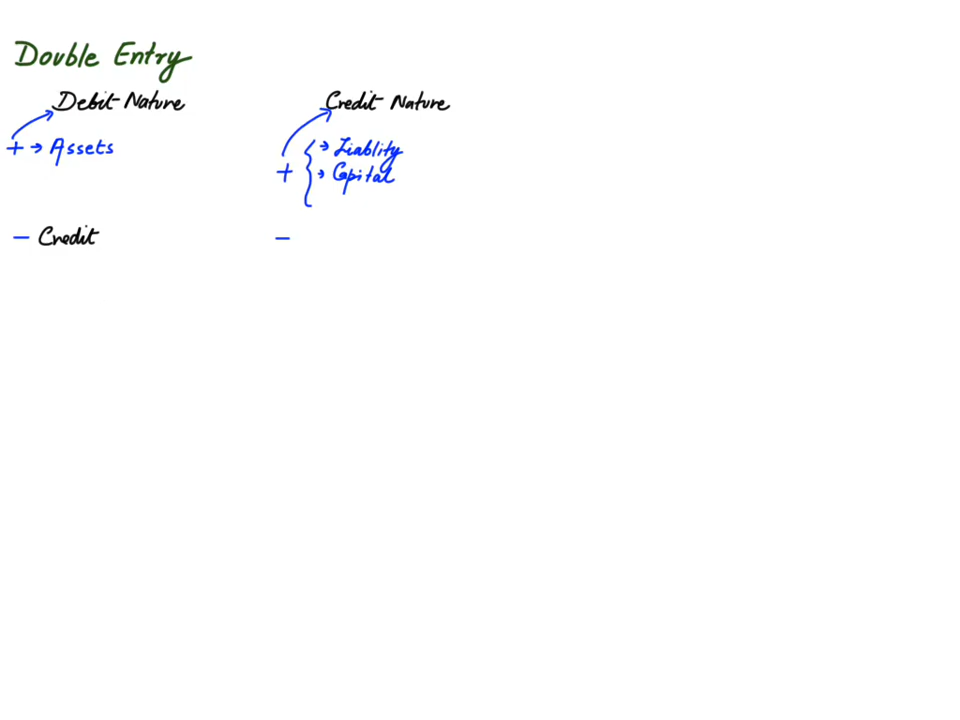 Double Entry
Debit Nature Credit Nature
+ → Assets
+ { → Liablity
→ Capital
− Credit −